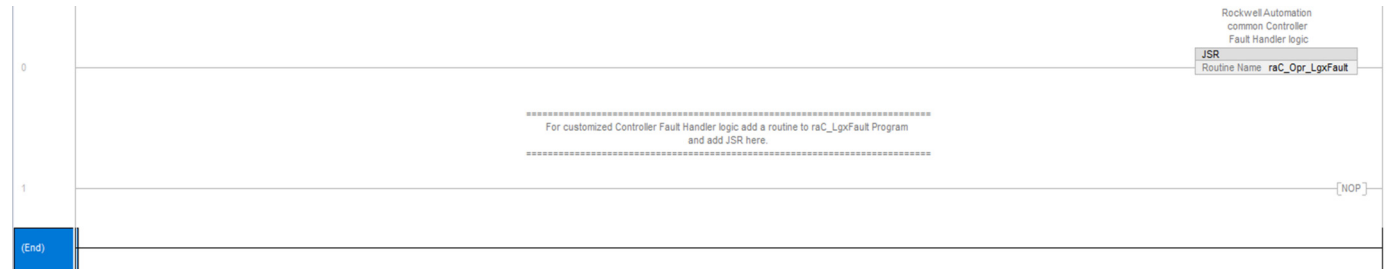 Rockwell Automation
common Controller
Fault Handler logic
JSR
0
Routine Name raC_Opr_LgxFault
===========================================================================
For customized Controller Fault Handler logic add a routine to raC_LgxFault Program
and add JSR here.
===========================================================================
1
NOP
(End)